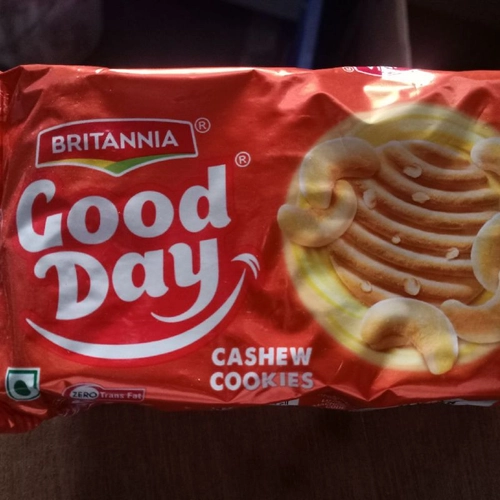 BRITANNIA ®
Good ®
Day
CASHEW
COOKIES
ZERO Trans Fat